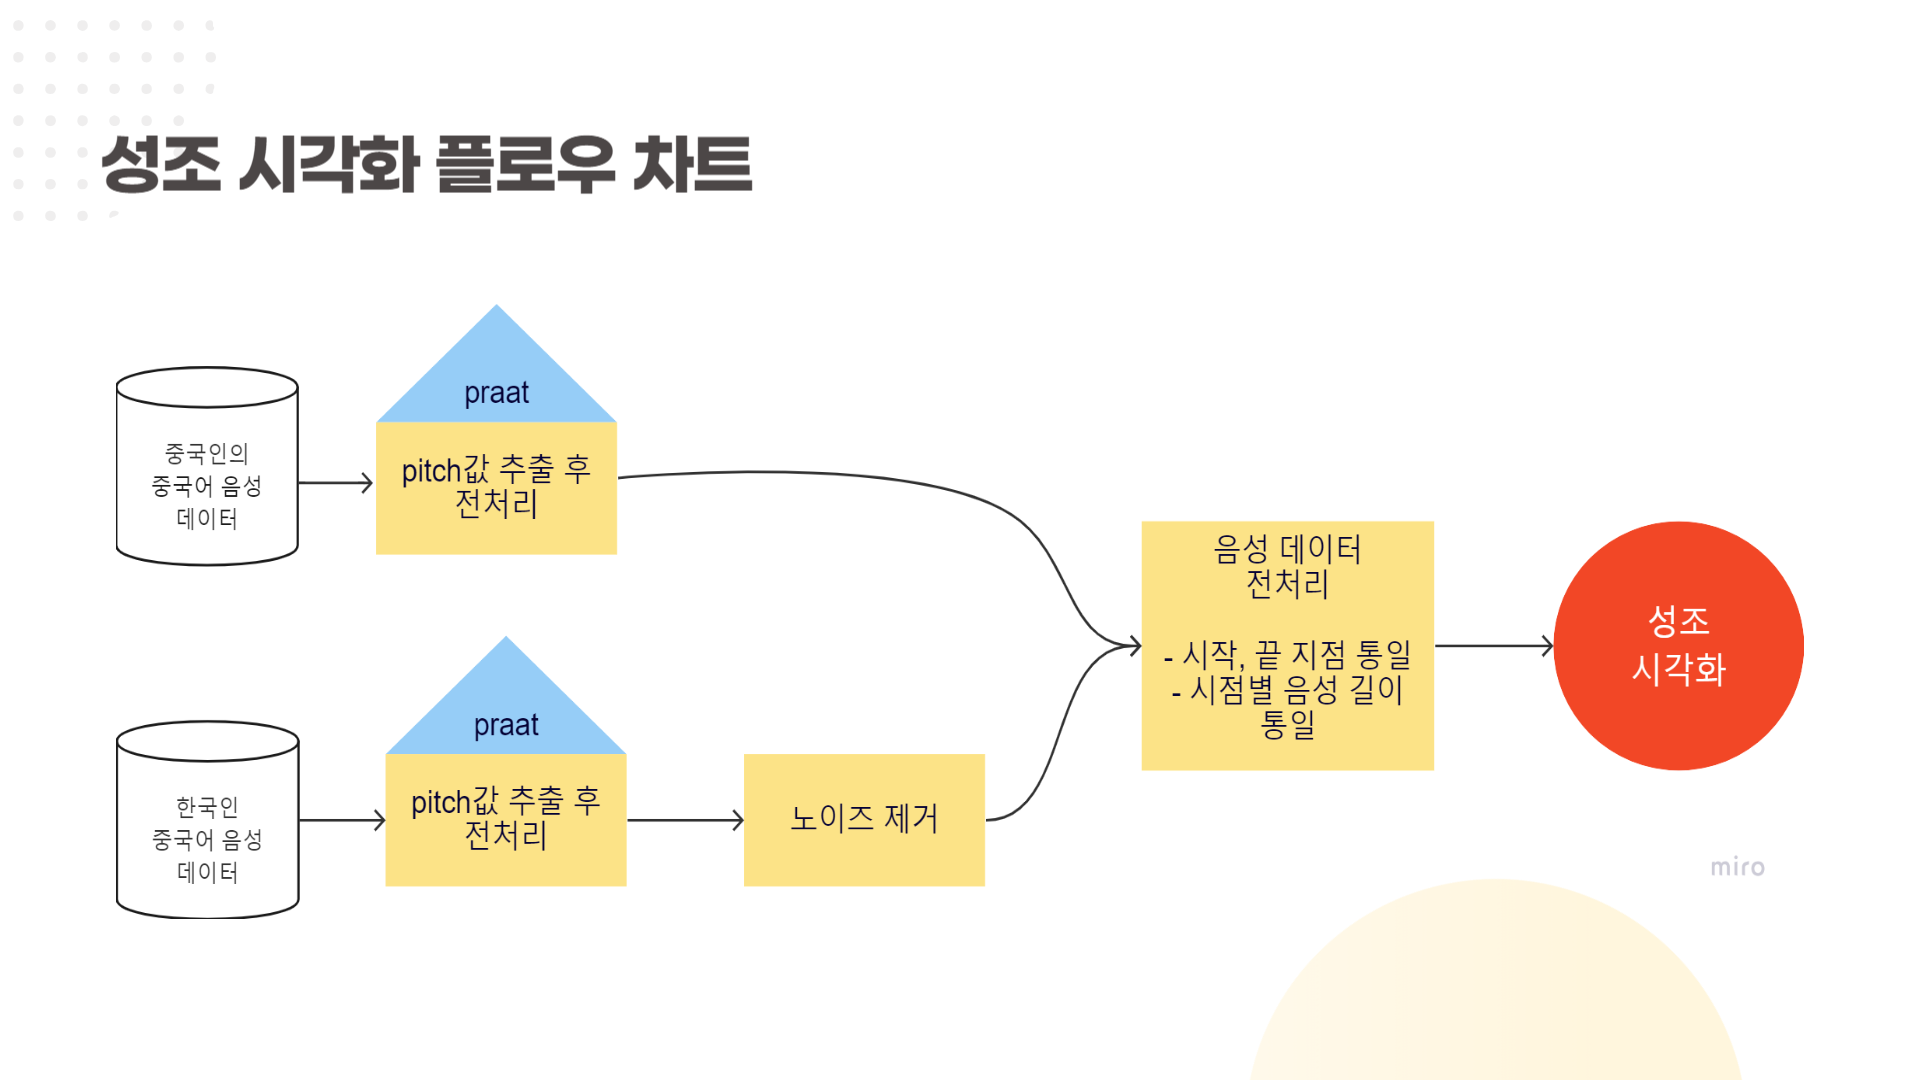 성조 시각화 플로우 차트
praat
중국인의
중국어 음성
데이터
pitch값 추출 후
전처리
음성 데이터
전처리
- 시작, 끝 지점 통일
- 시점별 음성 길이
통일
성조
시각화
praat
한국인
중국어 음성
데이터
pitch값 추출 후
전처리
노이즈 제거
miro